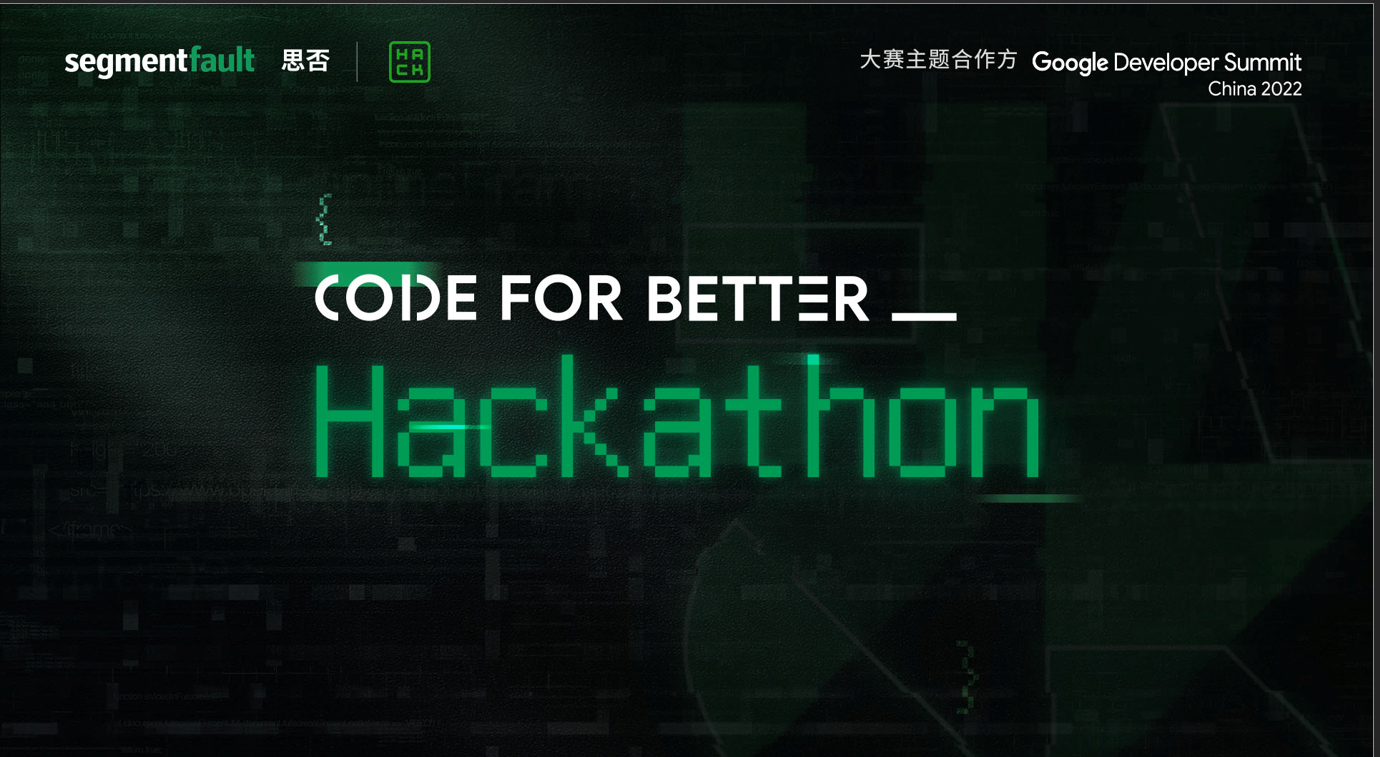 segmentfault 思否
HACK
大赛主题合作方 Google Developer Summit
China 2022
{
CODE FOR BETTER _
Hackathon
}